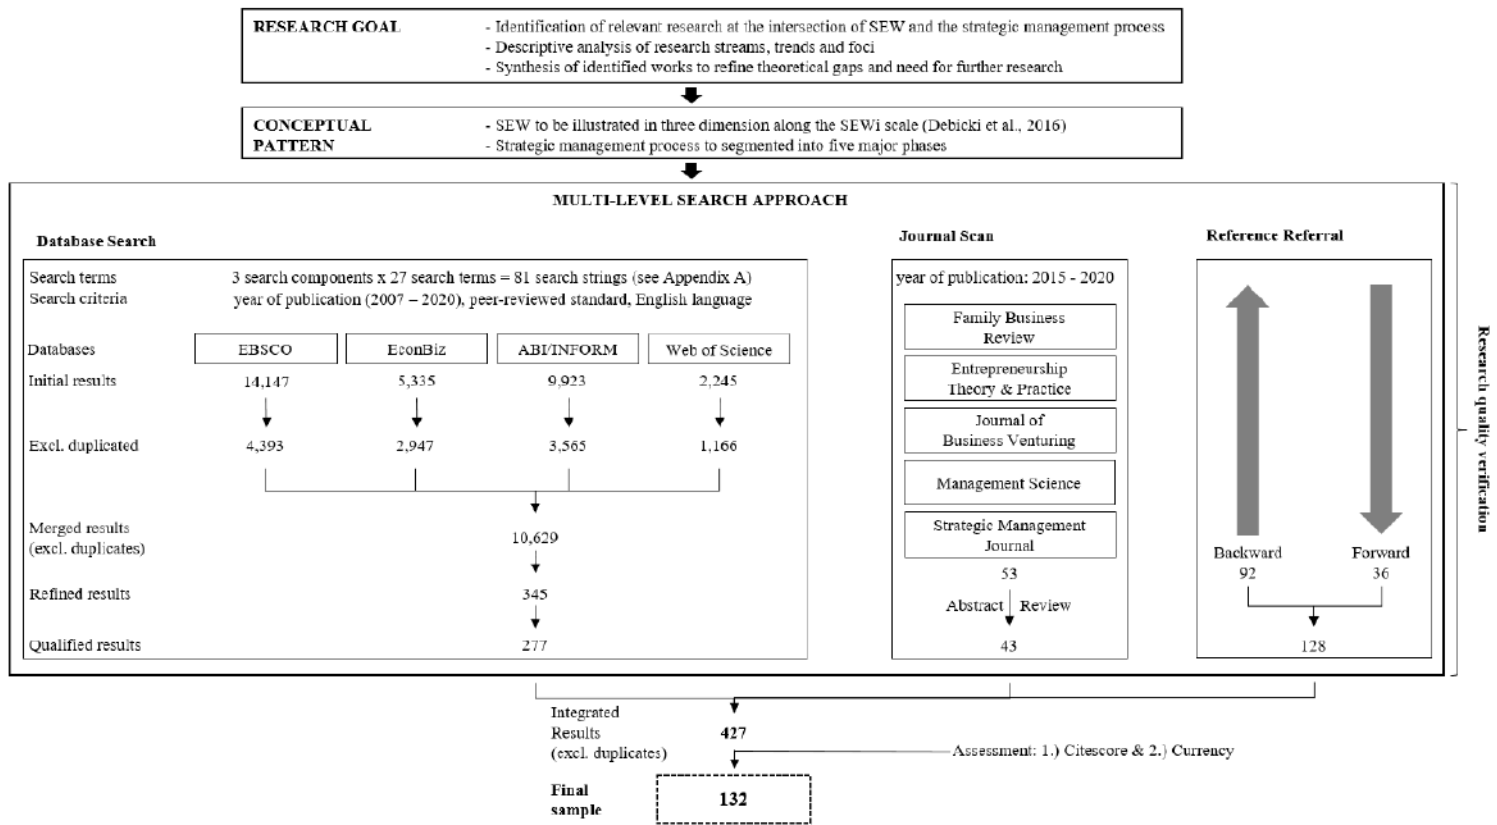 RESEARCH GOAL
- Identification of relevant research at the intersection of SEW and the strategic management process
- Descriptive analysis of research streams, trends and foci
- Synthesis of identified works to refine theoretical gaps and need for further research
CONCEPTUAL
PATTERN
- SEW to be illustrated in three dimension along the SEWi scale (Debicki et al., 2016)
- Strategic management process to segmented into five major phases
MULTI-LEVEL SEARCH APPROACH
Database Search
Search terms
3 search components x 27 search terms = 81 search strings (see Appendix A)
Search criteria
year of publication (2007 – 2020), peer-reviewed standard, English language
Databases
EBSCO
EconBiz
ABI/INFORM
Web of Science
Initial results
14,147
5,335
9,923
2,245
Excl. duplicated
4,393
2,947
3,565
1,166
Merged results
(excl. duplicates)
10,629
Refined results
345
Qualified results
277
Journal Scan
year of publication: 2015 - 2020
Family Business
Review
Entrepreneurship
Theory & Practice
Journal of
Business Venturing
Management Science
Strategic Management
Journal
53
Abstract Review
43
Reference Referral
Backward
92
Forward
36
128
Research quality verification
Integrated
Results
(excl. duplicates)
427
Assessment: 1.) Citescore & 2.) Currency
Final
sample
132